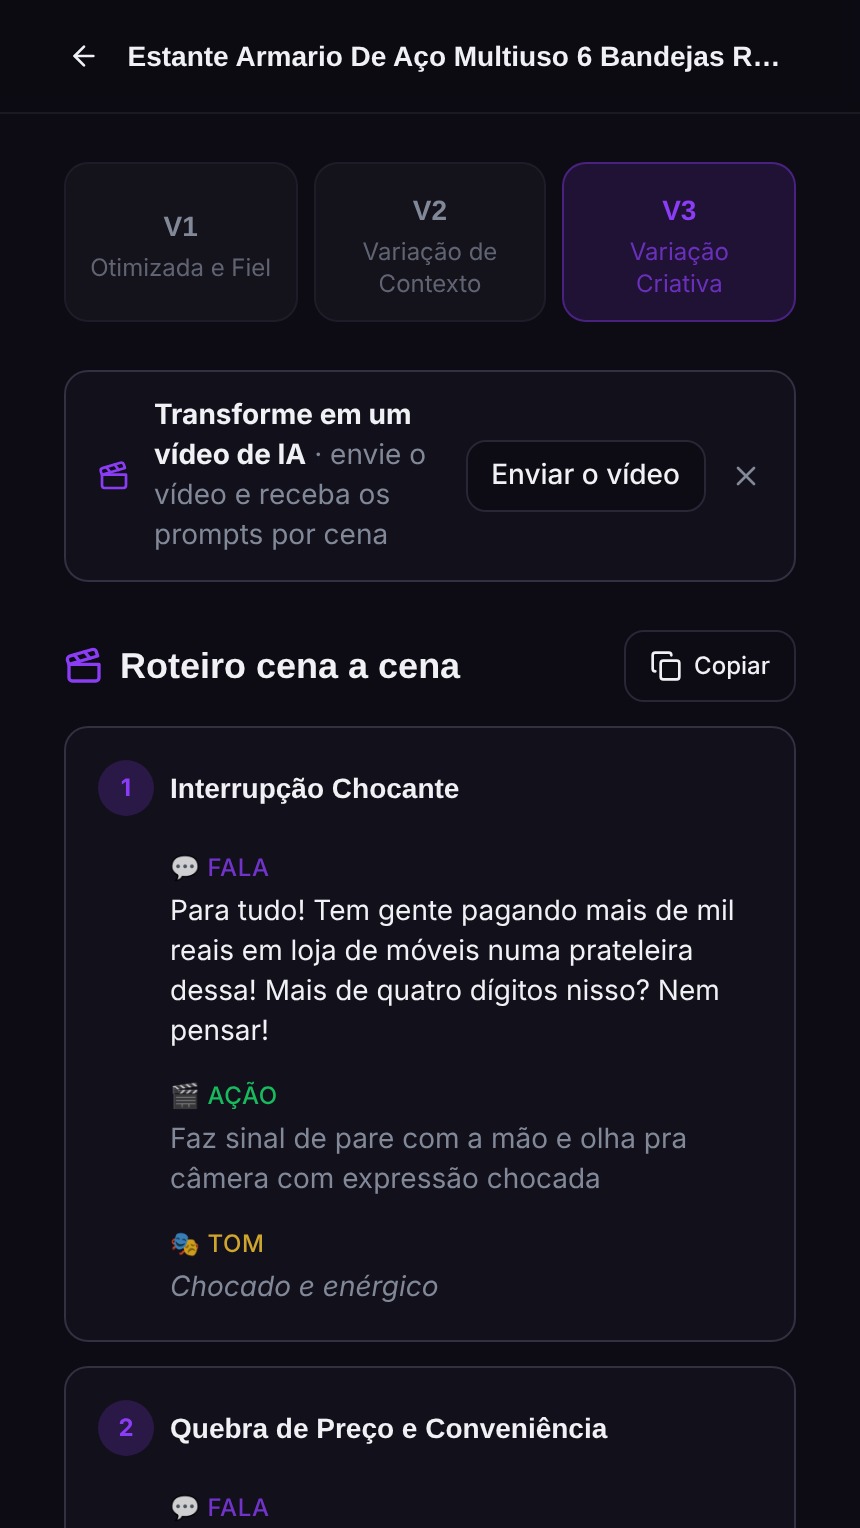 Estante Armario De Aço Multiuso 6 Bandejas R...
V1
Otimizada e Fiel
V2
Variação de
Contexto
V3
Variação
Criativa
Transforme em um
vídeo de IA · envie o
vídeo e receba os
prompts por cena
Enviar o vídeo
Roteiro cena a cena
Copiar
1 Interrupção Chocante
💬 FALA
Para tudo! Tem gente pagando mais de mil
reais em loja de móveis numa prateleira
dessa! Mais de quatro dígitos nisso? Nem
pensar!
🎬 AÇÃO
Faz sinal de pare com a mão e olha pra
câmera com expressão chocada
🎭 TOM
Chocado e enérgico
2 Quebra de Preço e Conveniência
💬 FALA